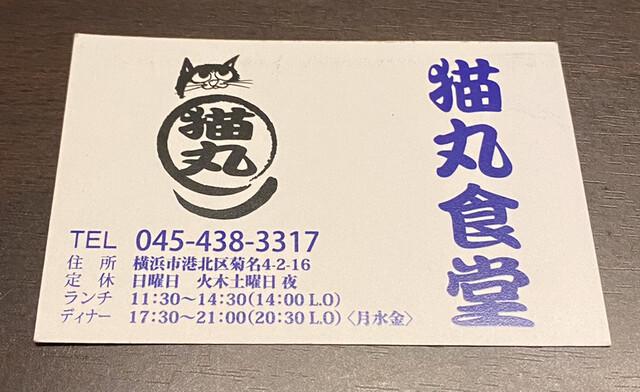 猫丸食堂
猫丸
TEL 045-438-3317
住所 横浜市港北区菊名4-2-16
定休 日曜日 火木土曜日 夜
ランチ 11:30〜14:30(14:00 L.O)
ディナー 17:30〜21:00(20:30 L.O)〈月水金〉